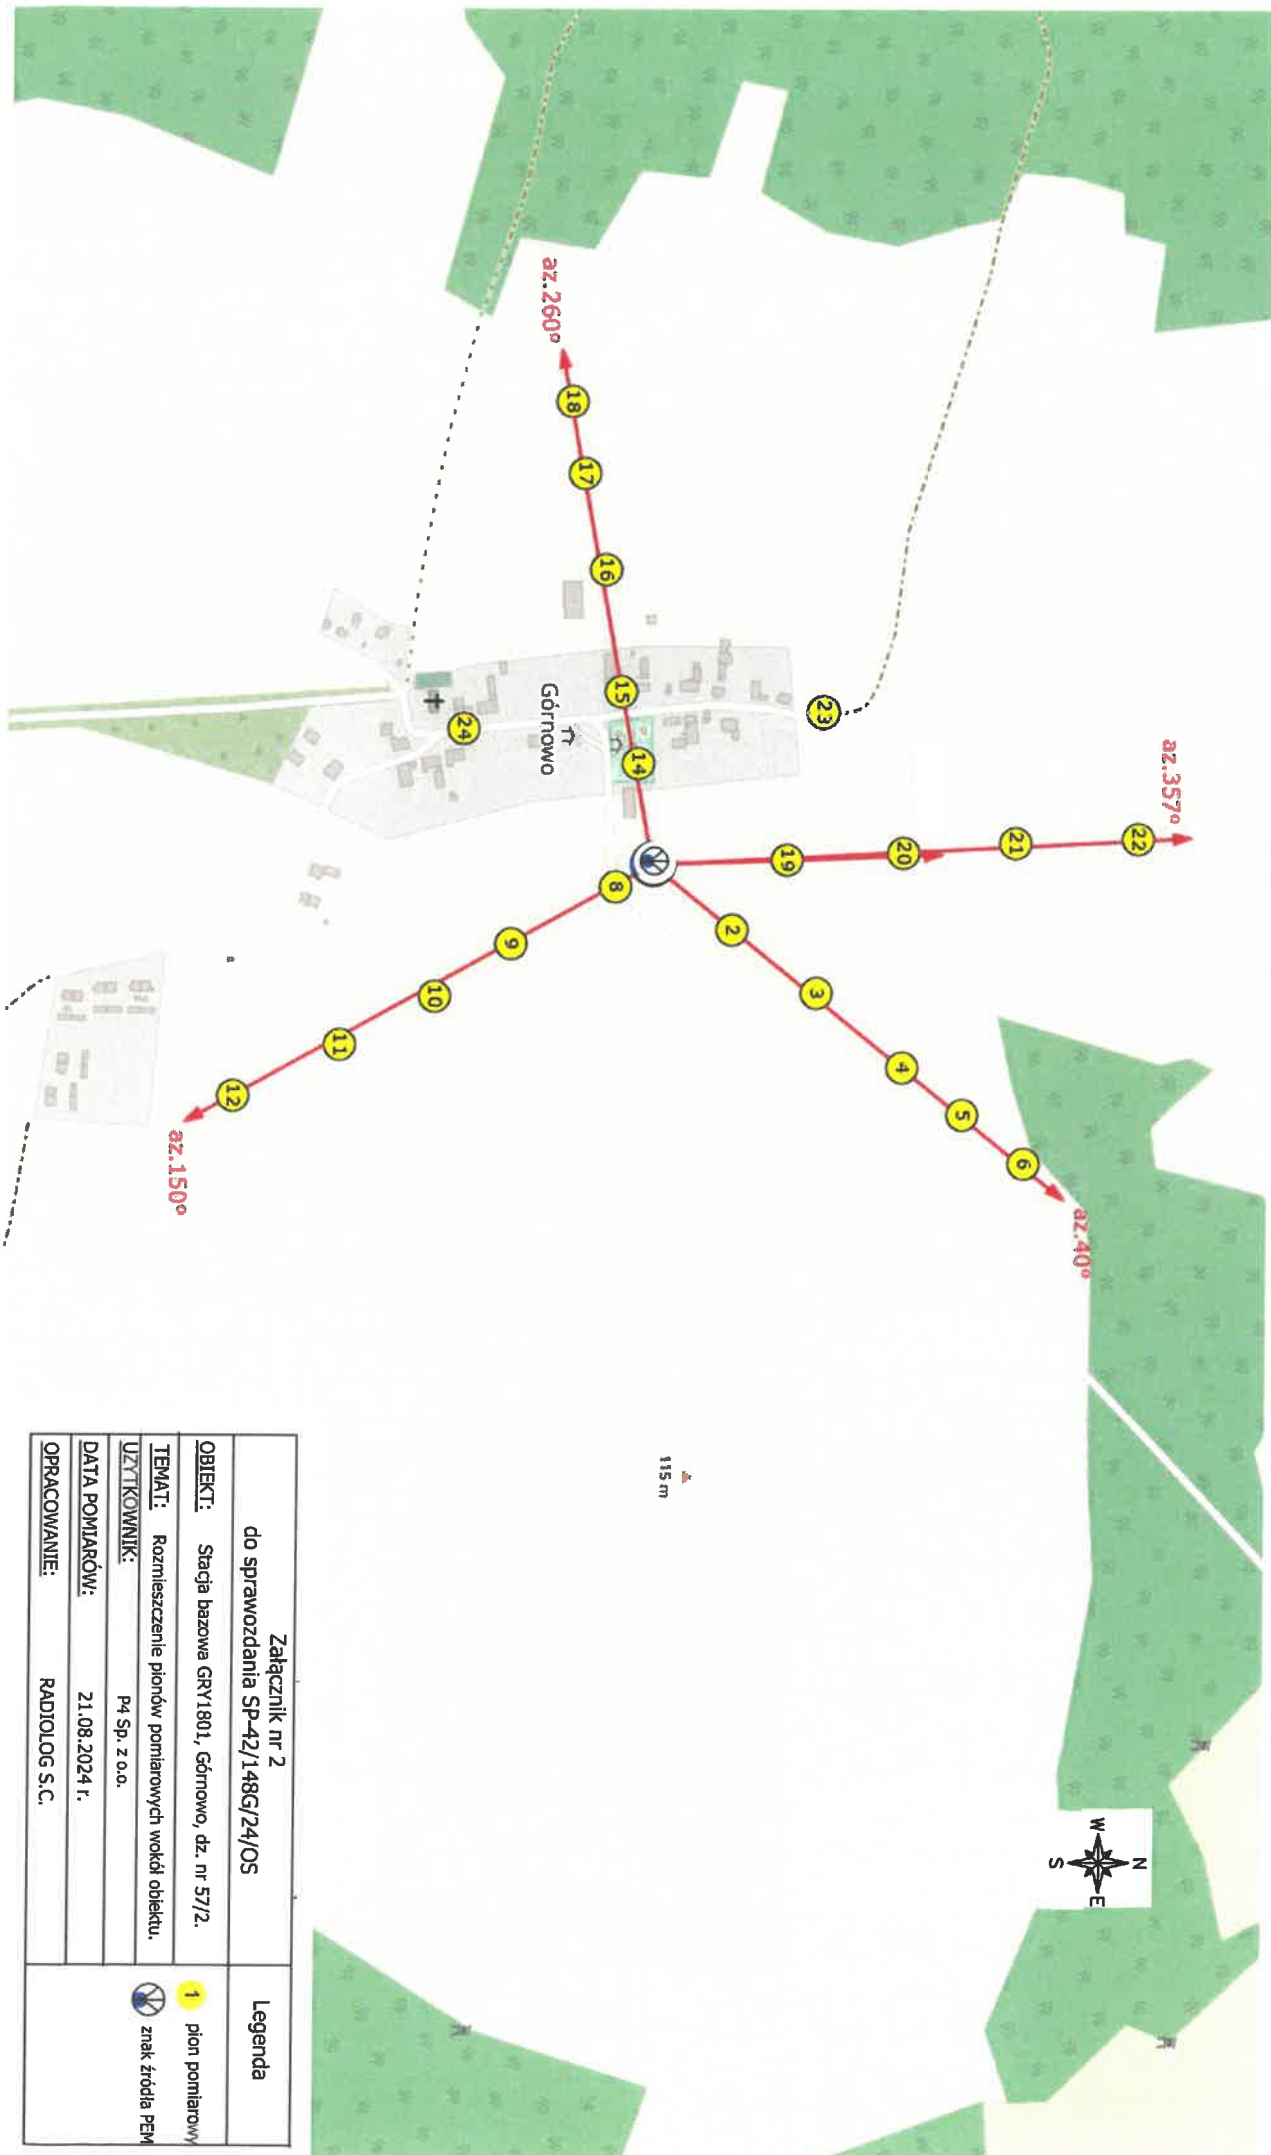 az.357°
22
21
20
19
23
az.260°
18
17
16
15
14
Górnowo
24
2
3
4
5
6
az.40°
8
9
10
11
12
az.150°
115 m
N
W
E
S
Załącznik nr 2
do sprawozdania SP-42/148G/24/OS
OBIEKT: Stacja bazowa GRY1801, Górnowo, dz. nr 57/2.
TEMAT: Rozmieszczenie pionów pomiarowych wokół obiektu.
UŻYTKOWNIK: P4 Sp. z o.o.
DATA POMIARÓW: 21.08.2024 r.
OPRACOWANIE: RADIOLOG S.C.
Legenda
1 pion pomiarowy
znak źródła PEM